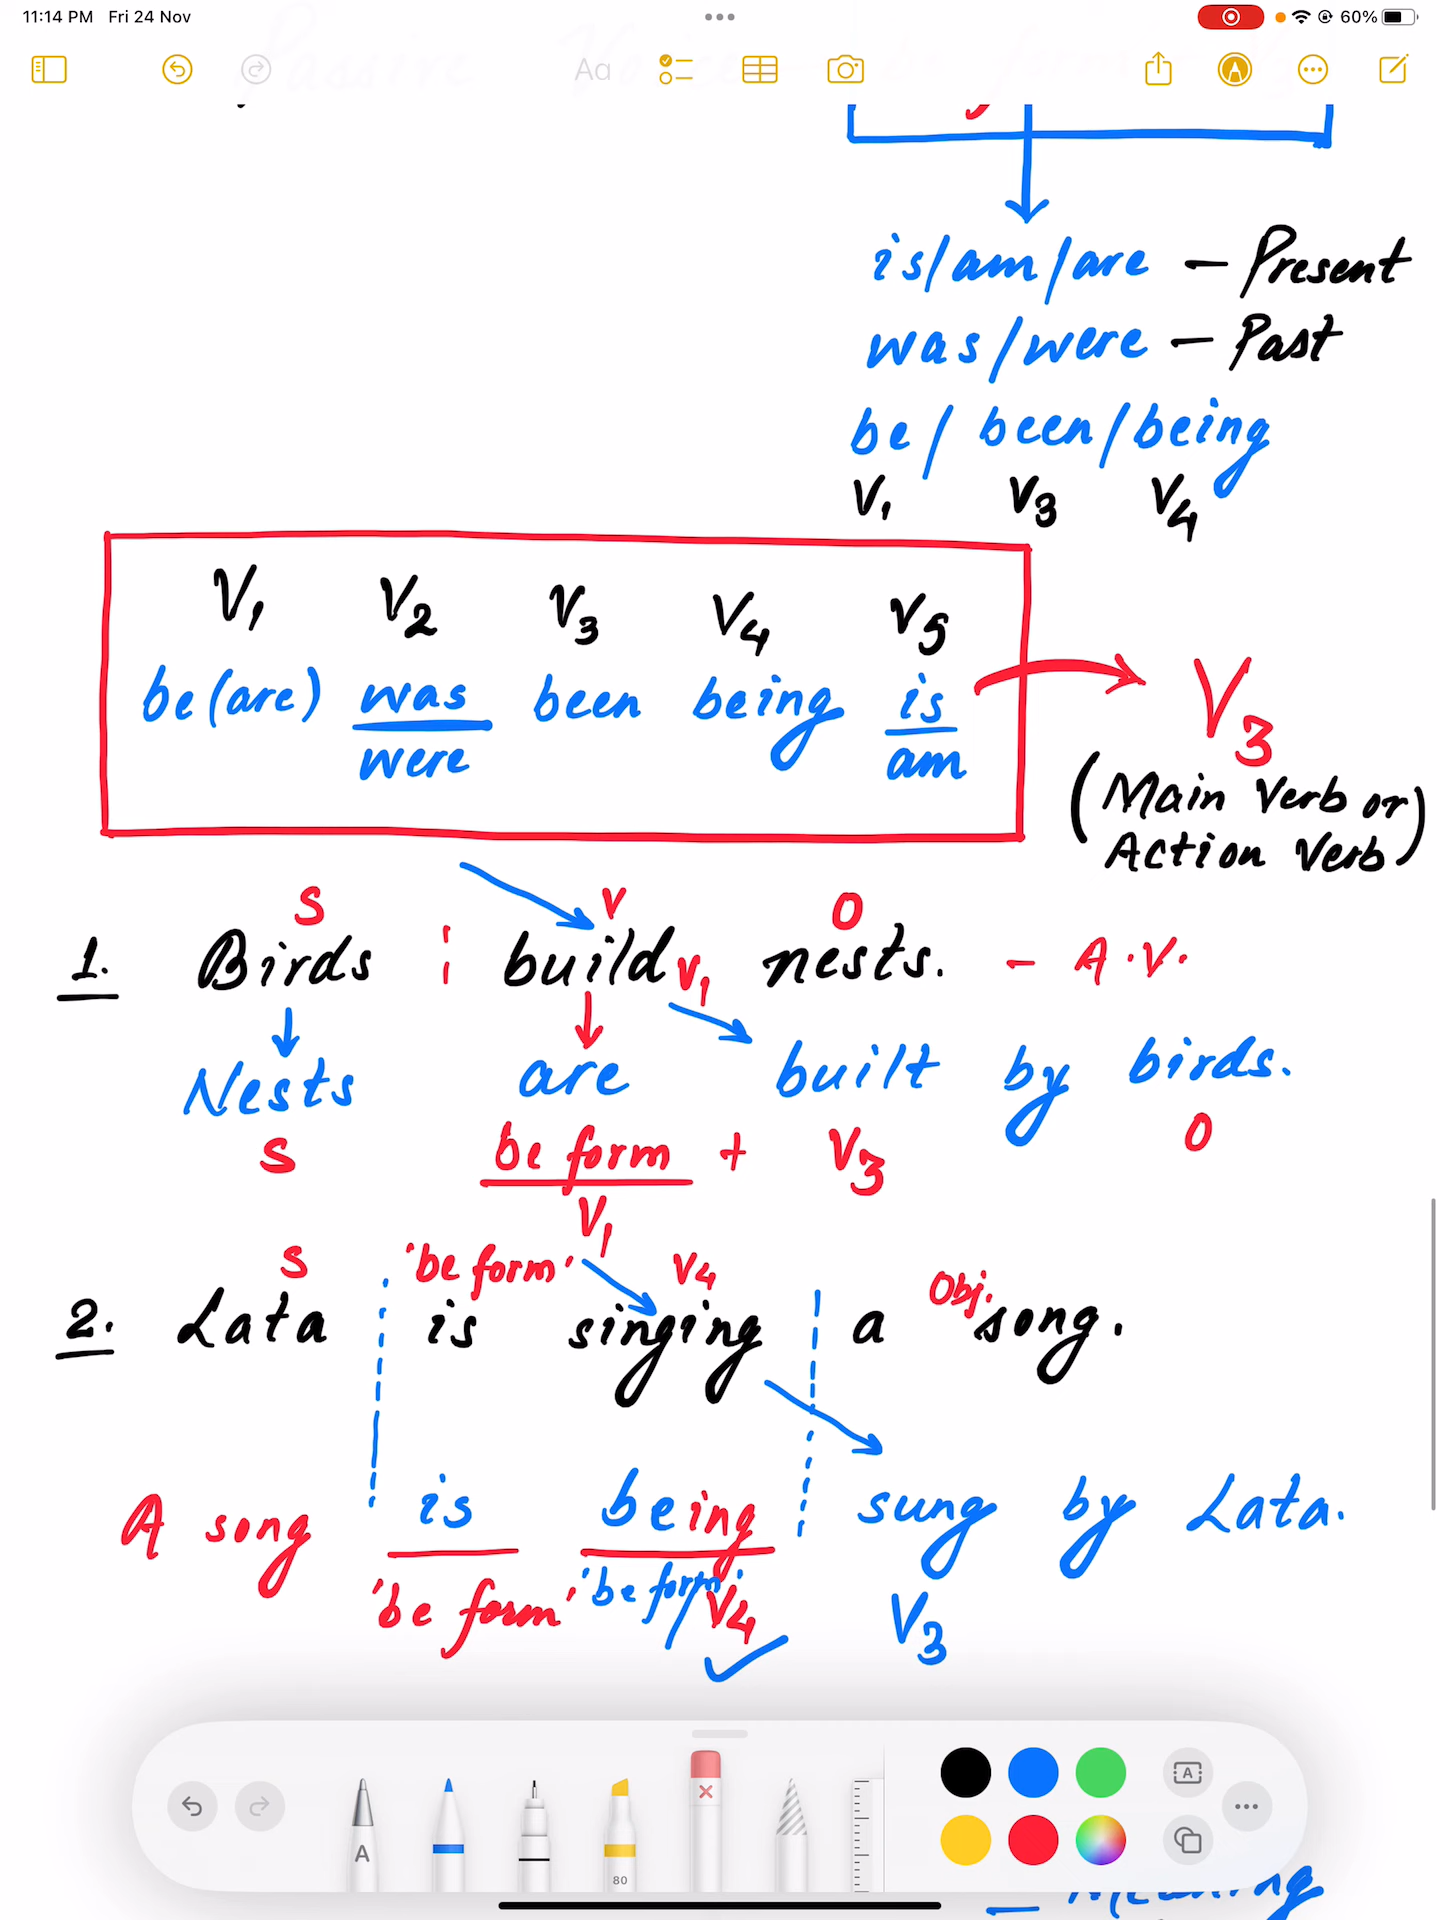 11:14 PM Fri 24 Nov
60%
Aa
is/am/are – Present
was/were – Past
be/ been/being
V1 V3 V4
V1 V2 V3 V4 V5
be(are) was been being is
were am
V3
(Main Verb or
Action Verb)
S V O
1. Birds build V1 nests. – A.V.
Nests are built by birds.
S be form + V3 O
V1
S 'be form' V4 Obj.
2. Lata is singing a song.
A song is being sung by Lata.
'be form' 'be form'/V4 V3
A
80
A